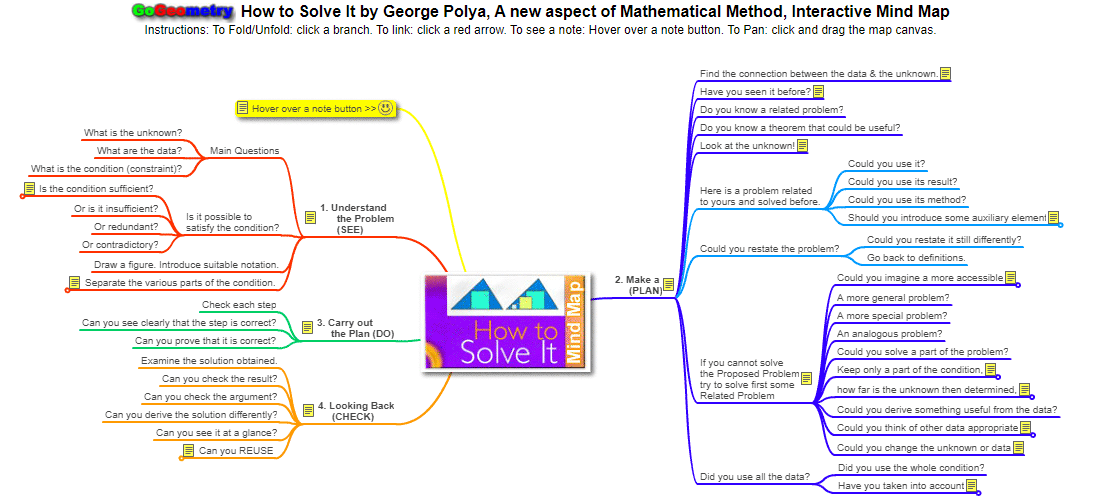 GoGeometry How to Solve It by George Polya, A new aspect of Mathematical Method, Interactive Mind Map
Instructions: To Fold/Unfold: click a branch. To link: click a red arrow. To see a note: Hover over a note button. To Pan: click and drag the map canvas.
Hover over a note button >>
1. Understand
the Problem
(SEE)
Main Questions
What is the unknown?
What are the data?
What is the condition (constraint)?
Is it possible to
satisfy the condition?
Is the condition sufficient?
Or is it insufficient?
Or redundant?
Or contradictory?
Draw a figure. Introduce suitable notation.
Separate the various parts of the condition.
3. Carry out
the Plan (DO)
Check each step
Can you see clearly that the step is correct?
Can you prove that it is correct?
4. Looking Back
(CHECK)
Examine the solution obtained.
Can you check the result?
Can you check the argument?
Can you derive the solution differently?
Can you see it at a glance?
Can you REUSE
How to
Solve It
Mind Map
2. Make a
(PLAN)
Find the connection between the data & the unknown.
Have you seen it before?
Do you know a related problem?
Do you know a theorem that could be useful?
Look at the unknown!
Here is a problem related
to yours and solved before.
Could you use it?
Could you use its result?
Could you use its method?
Should you introduce some auxiliary element
Could you restate the problem?
Could you restate it still differently?
Go back to definitions.
If you cannot solve
the Proposed Problem
try to solve first some
Related Problem
Could you imagine a more accessible
A more general problem?
A more special problem?
An analogous problem?
Could you solve a part of the problem?
Keep only a part of the condition,
how far is the unknown then determined,
Could you derive something useful from the data?
Could you think of other data appropriate
Could you change the unknown or data
Did you use all the data?
Did you use the whole condition?
Have you taken into account